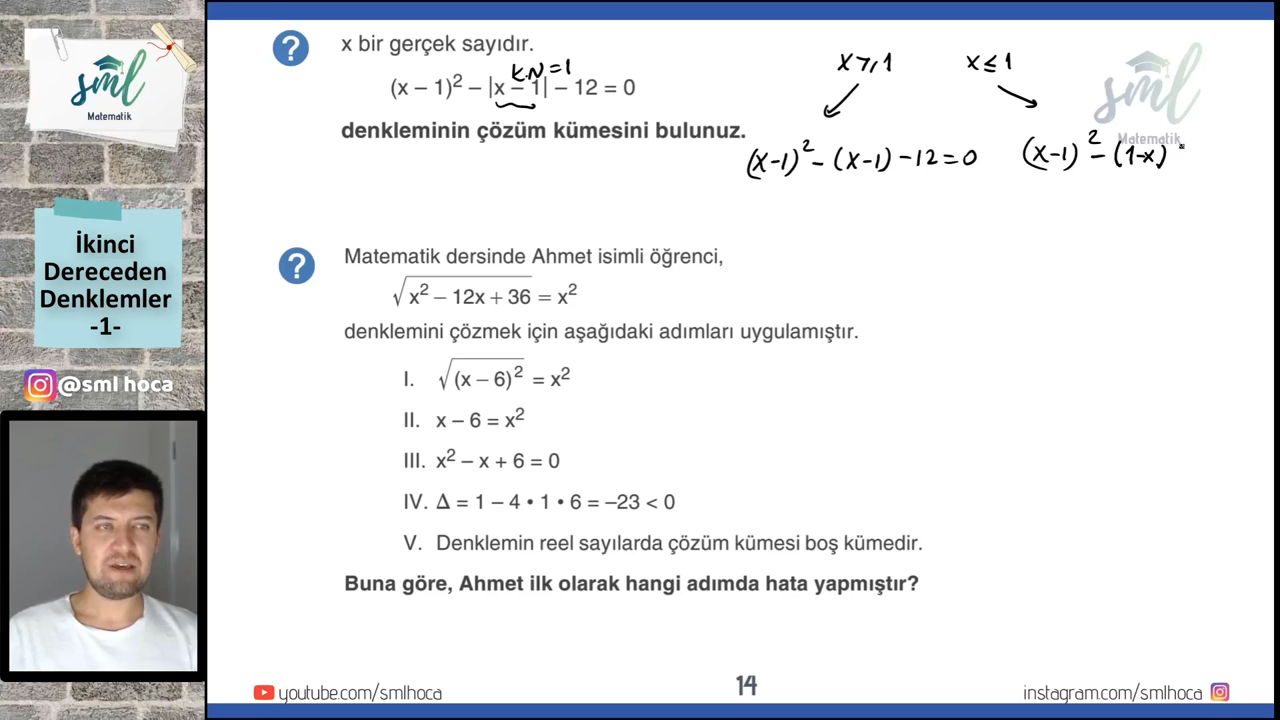 sml
Matematik
İkinci
Dereceden
Denklemler
-1-
@sml hoca
?
x bir gerçek sayıdır.
K.N=1
(x – 1)² – |x – 1| – 12 = 0
denkleminin çözüm kümesini bulunuz.
x ≥ 1
x ≤ 1
(x-1)² - (x-1) - 12 = 0
(x-1)² - (1-x)
sml
Matematik
?
Matematik dersinde Ahmet isimli öğrenci,
√(x² – 12x + 36) = x²
denklemini çözmek için aşağıdaki adımları uygulamıştır.
I. √((x – 6)²) = x²
II. x – 6 = x²
III. x² – x + 6 = 0
IV. Δ = 1 – 4 • 1 • 6 = –23 < 0
V. Denklemin reel sayılarda çözüm kümesi boş kümedir.
Buna göre, Ahmet ilk olarak hangi adımda hata yapmıştır?
youtube.com/smlhoca
14
instagram.com/smlhoca